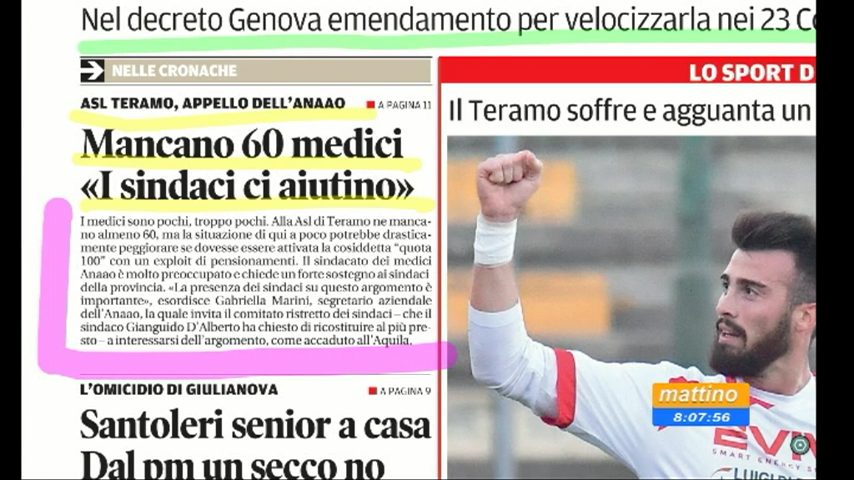 Nel decreto Genova emendamento per velocizzarla nei 23 Co
NELLE CRONACHE
ASL TERAMO, APPELLO DELL'ANAAO
A PAGINA 11
Mancano 60 medici
«I sindaci ci aiutino»
I medici sono pochi, troppo pochi. Alla Asl di Teramo ne manca-
no almeno 60, ma la situazione di qui a poco potrebbe drastica-
mente peggiorare se dovesse essere attivata la cosiddetta "quota
100" con un exploit di pensionamenti. Il sindacato dei medici
Anaao è molto preoccupato e chiede un forte sostegno ai sindaci
della provincia. «La presenza dei sindaci su questo argomento è
importante», esordisce Gabriella Marini, segretario aziendale
dell'Anaao, la quale invita il comitato ristretto dei sindaci – che il
sindaco Gianguido D'Alberto ha chiesto di ricostituire al più pre-
sto – a interessarsi dell'argomento, come accaduto all'Aquila.
L'OMICIDIO DI GIULIANOVA
A PAGINA 9
Santoleri senior a casa
Dal pm un secco no
LO SPORT D
Il Teramo soffre e agguanta un
mattino
8:07:56
EVI
SMART ENERGY
LUIGI